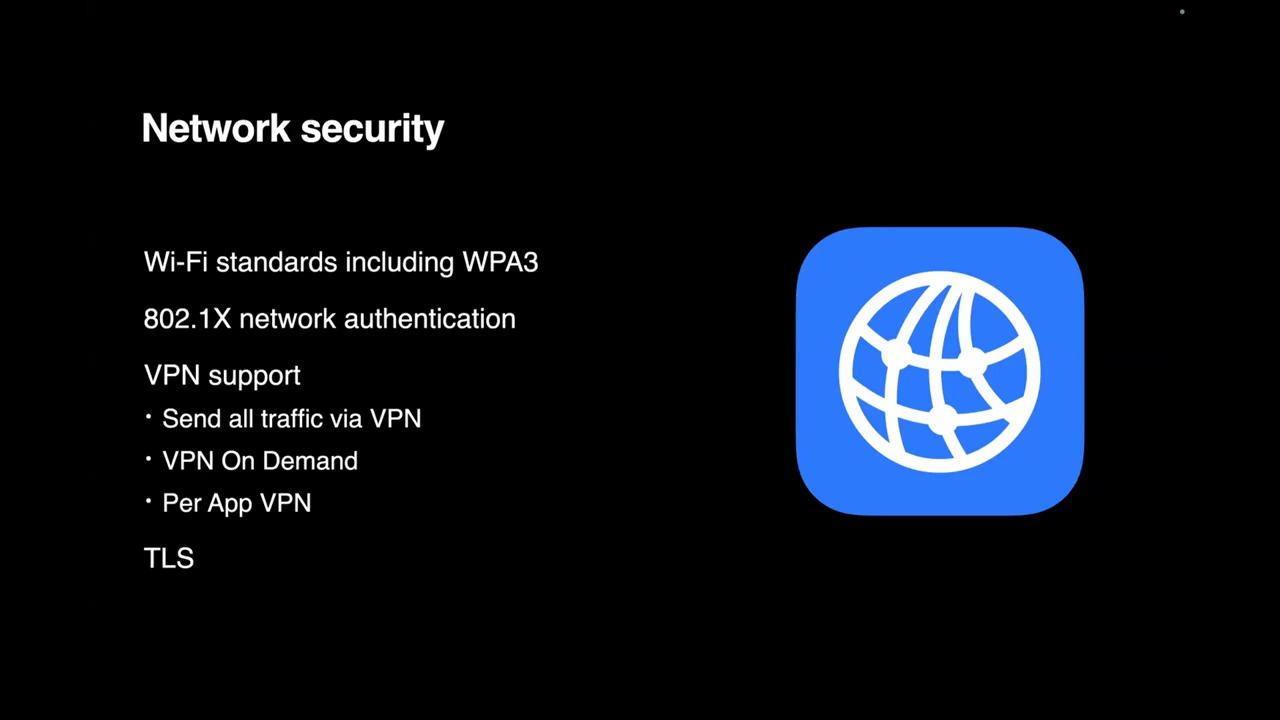 Network security
Wi-Fi standards including WPA3
802.1X network authentication
VPN support
• Send all traffic via VPN
• VPN On Demand
• Per App VPN
TLS